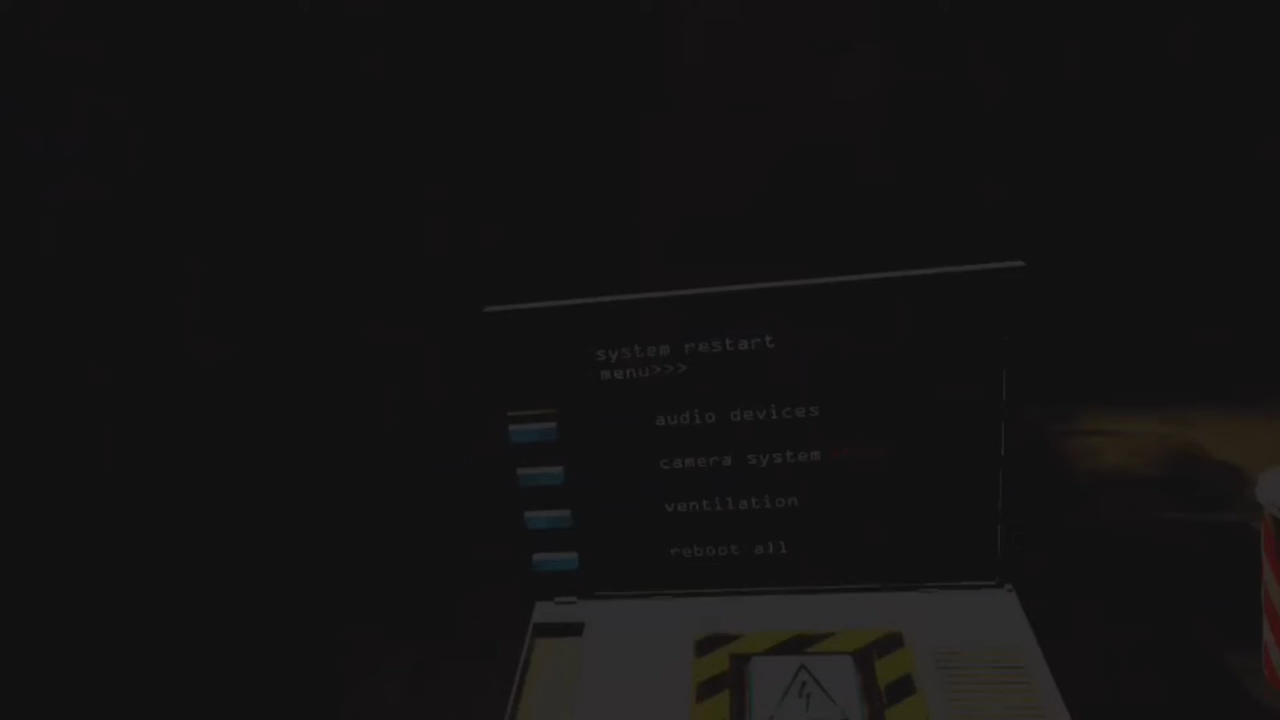 system restart
menu>>>
audio devices
camera system
ventilation
reboot all